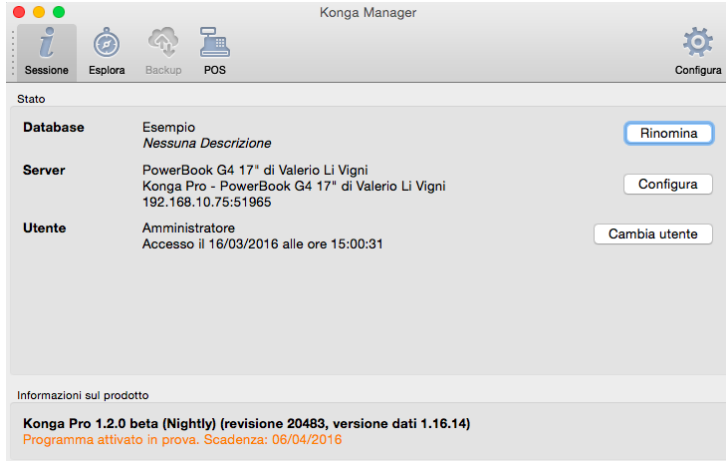 Konga Manager
Sessione Esplora Backup POS Configura
Stato
Database Esempio Rinomina
Nessuna Descrizione
Server PowerBook G4 17" di Valerio Li Vigni
Konga Pro - PowerBook G4 17" di Valerio Li Vigni Configura
192.168.10.75:51965
Utente Amministratore Cambia utente
Accesso il 16/03/2016 alle ore 15:00:31
Informazioni sul prodotto
Konga Pro 1.2.0 beta (Nightly) (revisione 20483, versione dati 1.16.14)
Programma attivato in prova. Scadenza: 06/04/2016